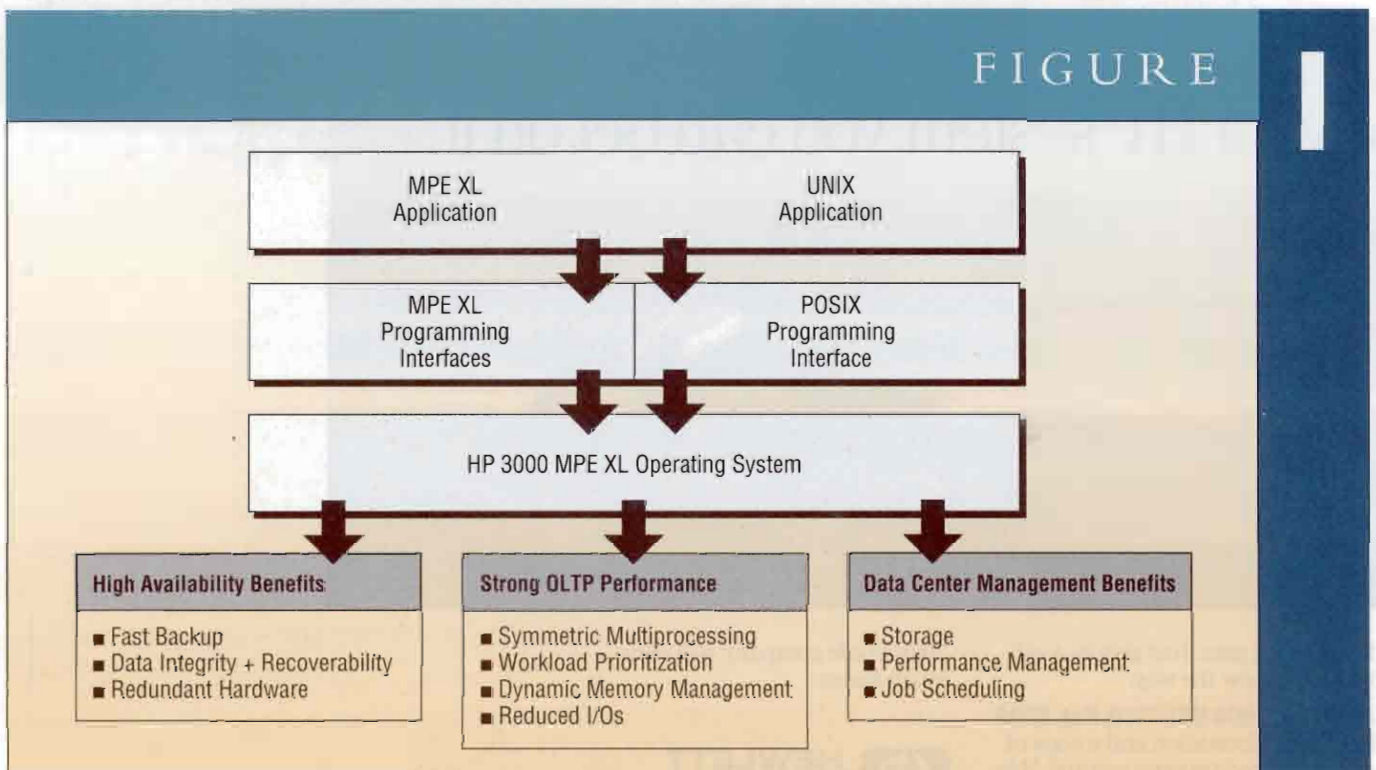 FIGURE 1
MPE XL
Application
UNIX
Application
MPE XL
Programming
Interfaces
POSIX
Programming
Interface
HP 3000 MPE XL Operating System
High Availability Benefits
■ Fast Backup
■ Data Integrity + Recoverability
■ Redundant Hardware
Strong OLTP Performance
■ Symmetric Multiprocessing
■ Workload Prioritization
■ Dynamic Memory Management
■ Reduced I/Os
Data Center Management Benefits
■ Storage
■ Performance Management
■ Job Scheduling